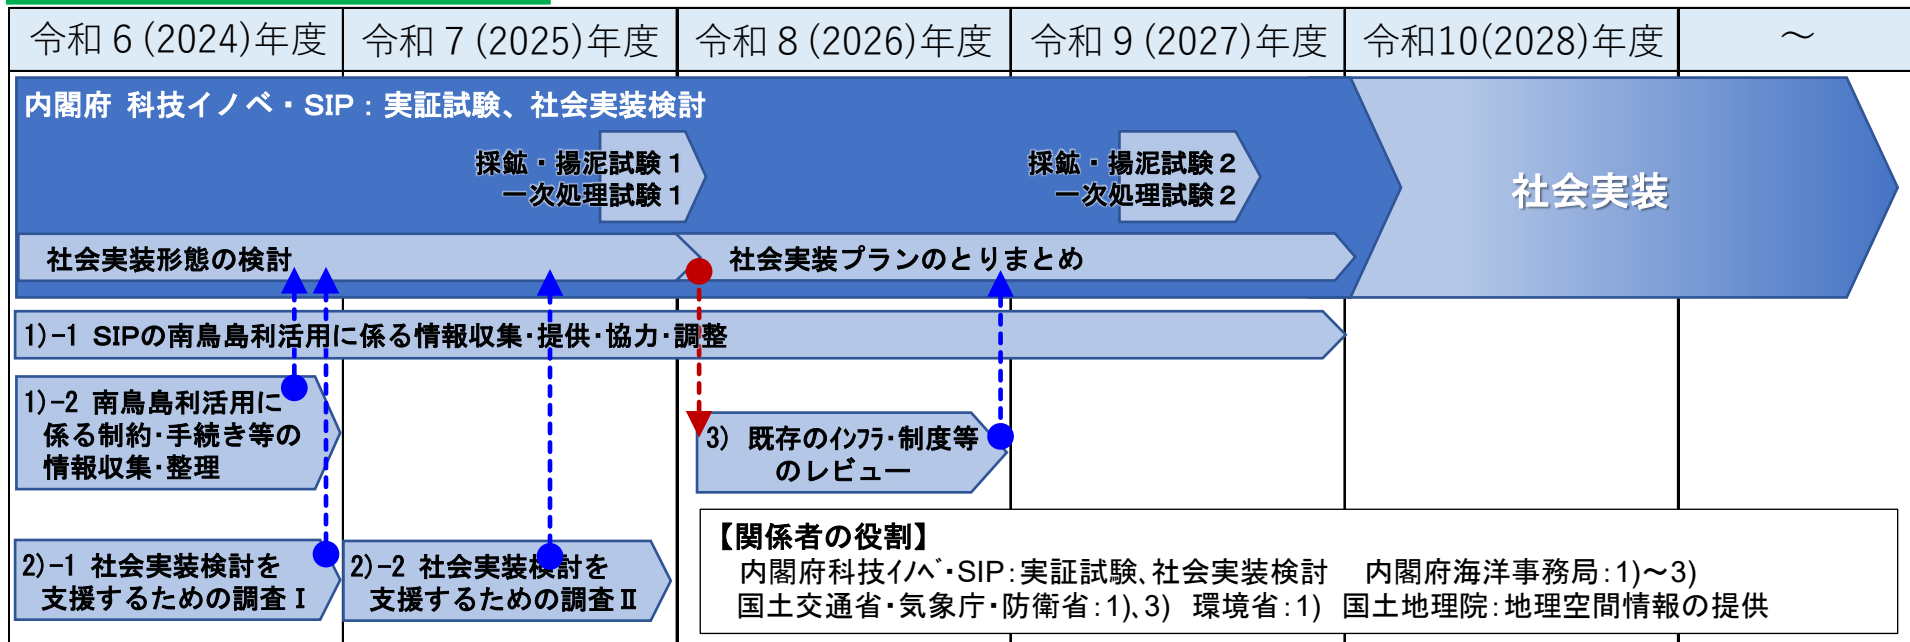 令和６(2024)年度
令和７(2025)年度
令和８(2026)年度
令和９(2027)年度
令和10(2028)年度
～
内閣府 科技イノベ・SIP：実証試験、社会実装検討
採鉱・揚泥試験１
一次処理試験１
採鉱・揚泥試験２
一次処理試験２
社会実装
社会実装形態の検討
社会実装プランのとりまとめ
1)-1 SIPの南鳥島利活用に係る情報収集・提供・協力・調整
1)-2 南鳥島利活用に
係る制約・手続き等の
情報収集・整理
3) 既存のｲﾝﾌﾗ・制度等
のレビュー
2)-1 社会実装検討を
支援するための調査Ⅰ
2)-2 社会実装検討を
支援するための調査Ⅱ
【関係者の役割】
内閣府科技ｲﾉﾍﾞ・SIP：実証試験、社会実装検討　内閣府海洋事務局：1)～3)
国土交通省・気象庁・防衛省：1)、3)　環境省：1)　国土地理院：地理空間情報の提供